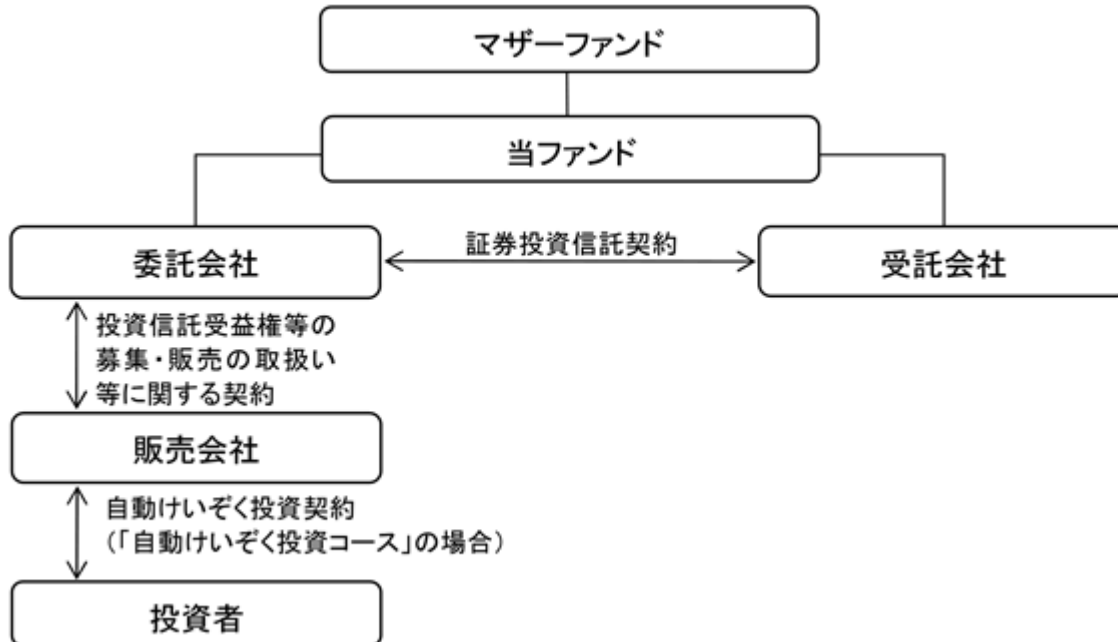 マザーファンド
当ファンド
委託会社
証券投資信託契約
受託会社
投資信託受益権等の
募集・販売の取扱い
等に関する契約
販売会社
自動けいぞく投資契約
(「自動けいぞく投資コース」の場合)
投資者